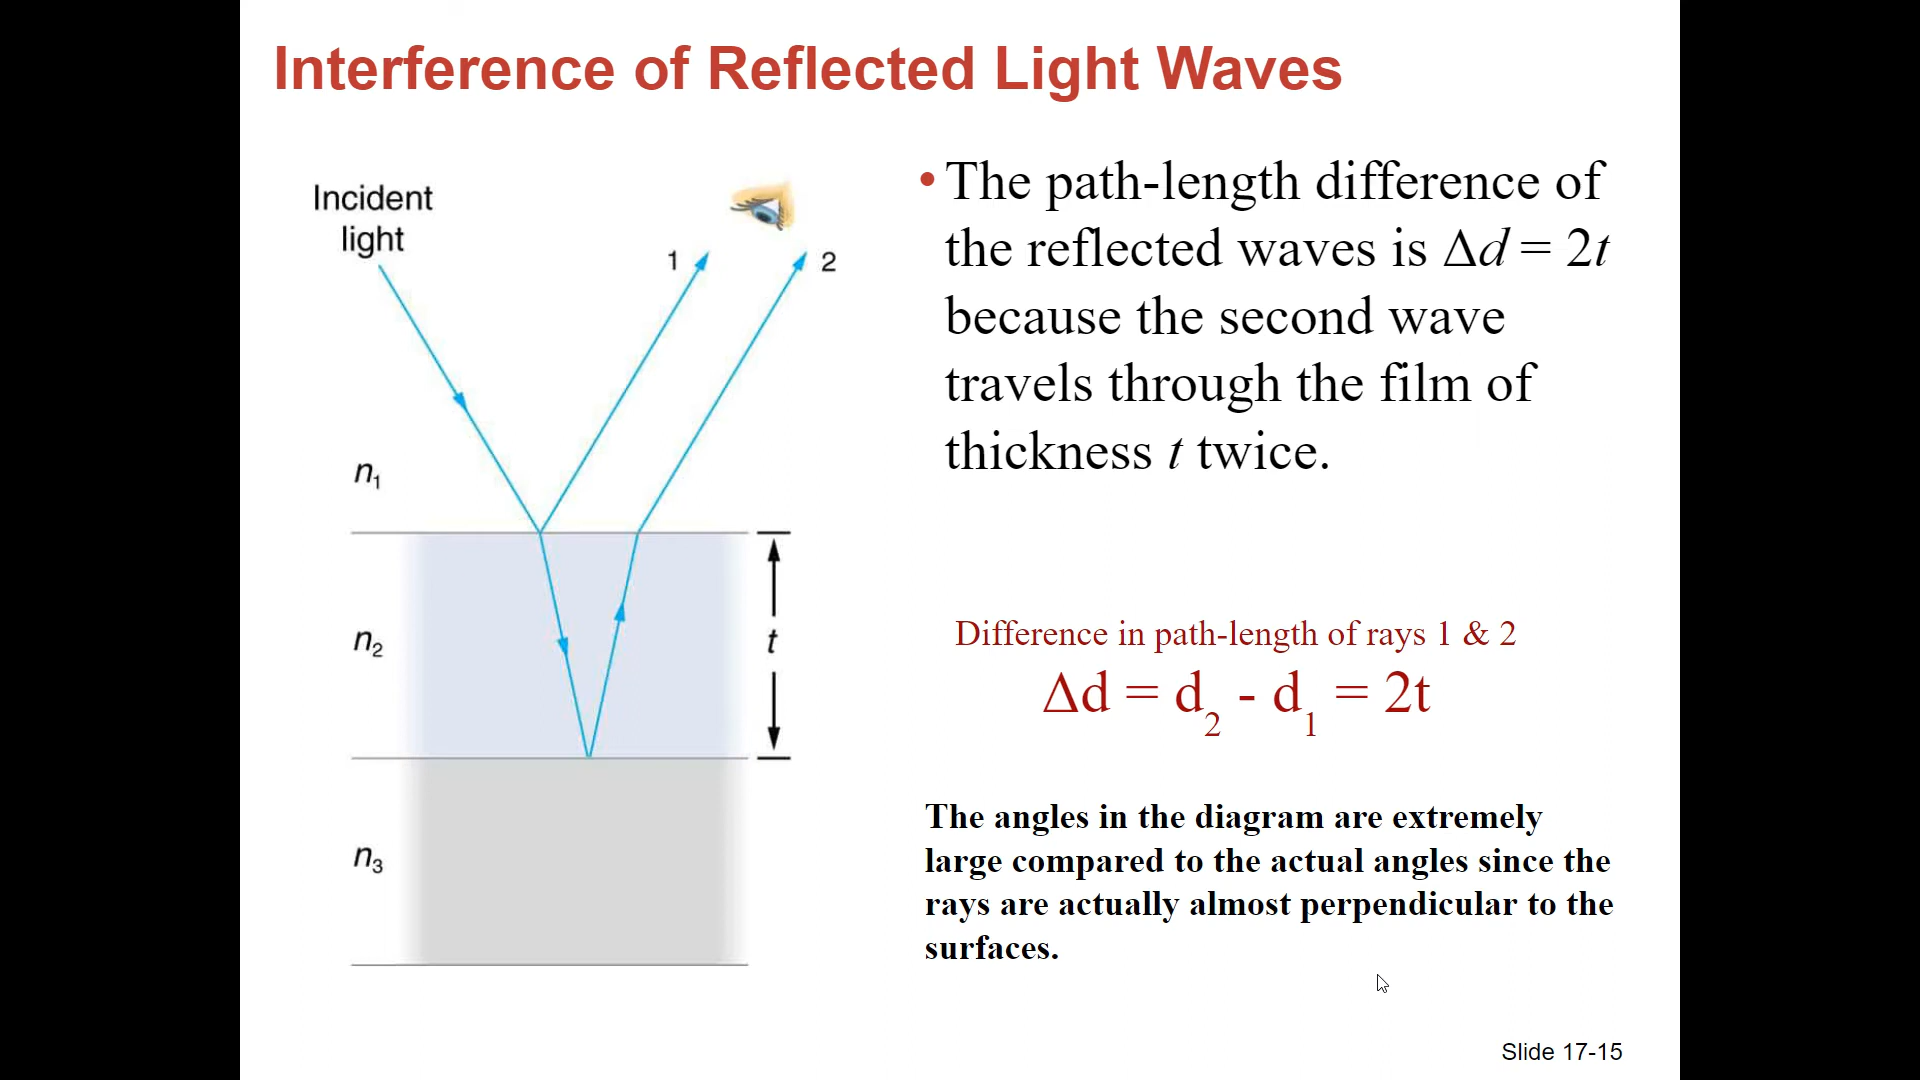 Interference of Reflected Light Waves
Incident
light
1
2
n₁
n₂
t
n₃
• The path-length difference of
the reflected waves is Δd = 2t
because the second wave
travels through the film of
thickness t twice.
Difference in path-length of rays 1 & 2
Δd = d₂ - d₁ = 2t
The angles in the diagram are extremely
large compared to the actual angles since the
rays are actually almost perpendicular to the
surfaces.
Slide 17-15